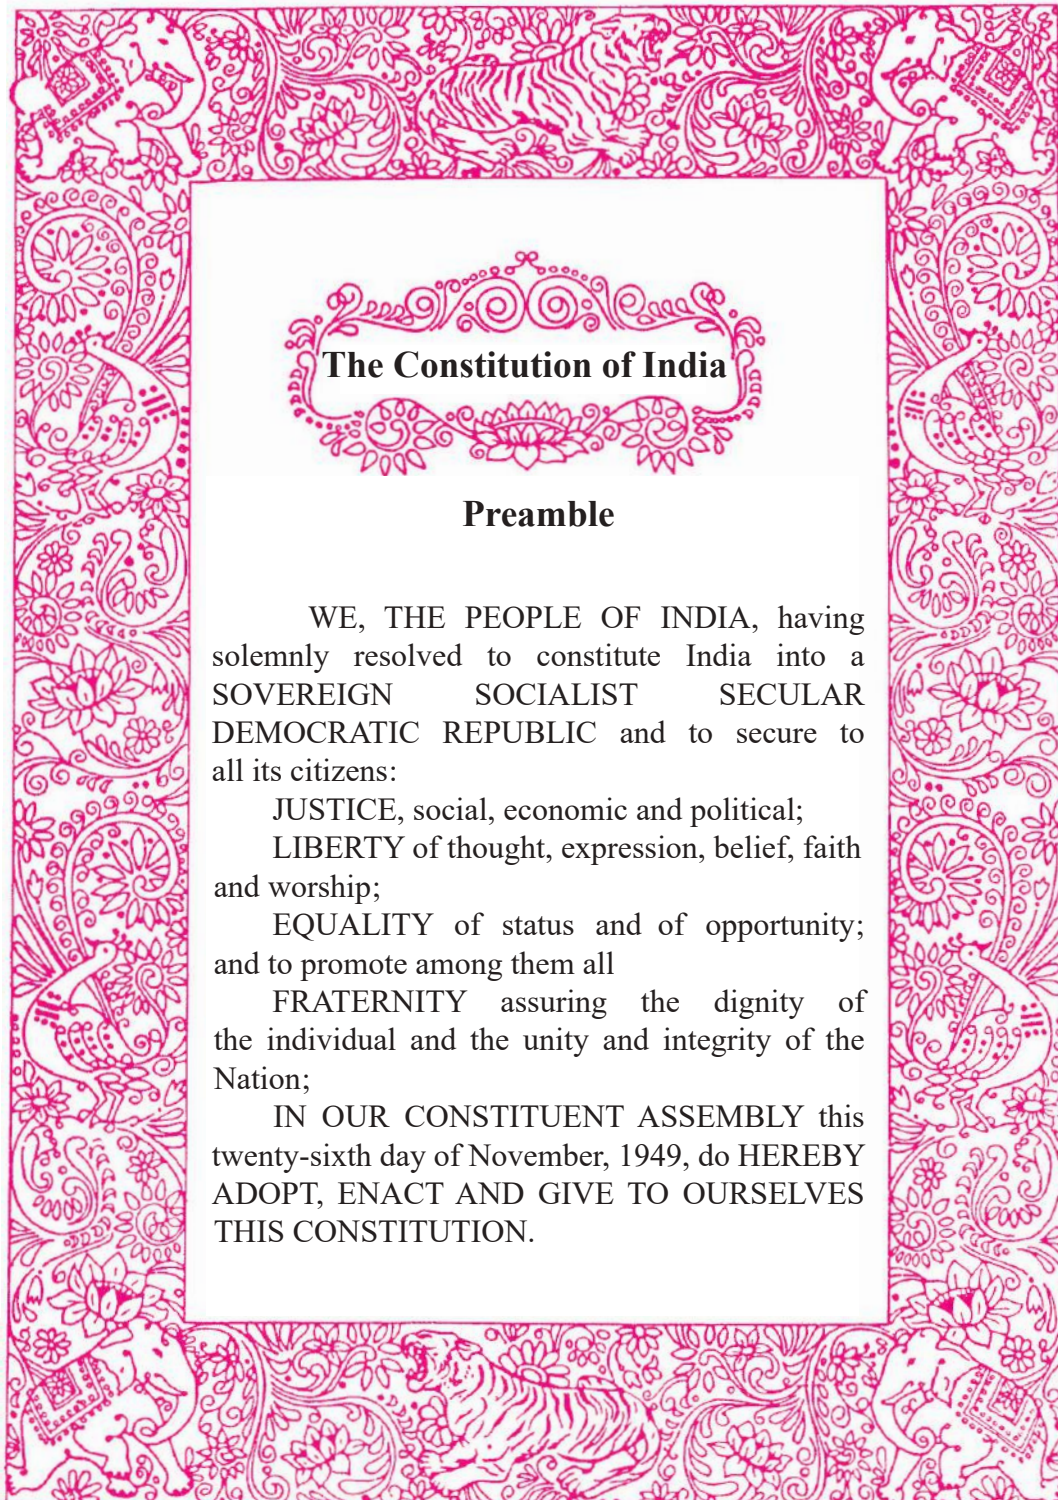 The Constitution of India
Preamble
WE, THE PEOPLE OF INDIA, having
solemnly resolved to constitute India into a
SOVEREIGN SOCIALIST SECULAR
DEMOCRATIC REPUBLIC and to secure to
all its citizens:
JUSTICE, social, economic and political;
LIBERTY of thought, expression, belief, faith
and worship;
EQUALITY of status and of opportunity;
and to promote among them all
FRATERNITY assuring the dignity of
the individual and the unity and integrity of the
Nation;
IN OUR CONSTITUENT ASSEMBLY this
twenty-sixth day of November, 1949, do HEREBY
ADOPT, ENACT AND GIVE TO OURSELVES
THIS CONSTITUTION.